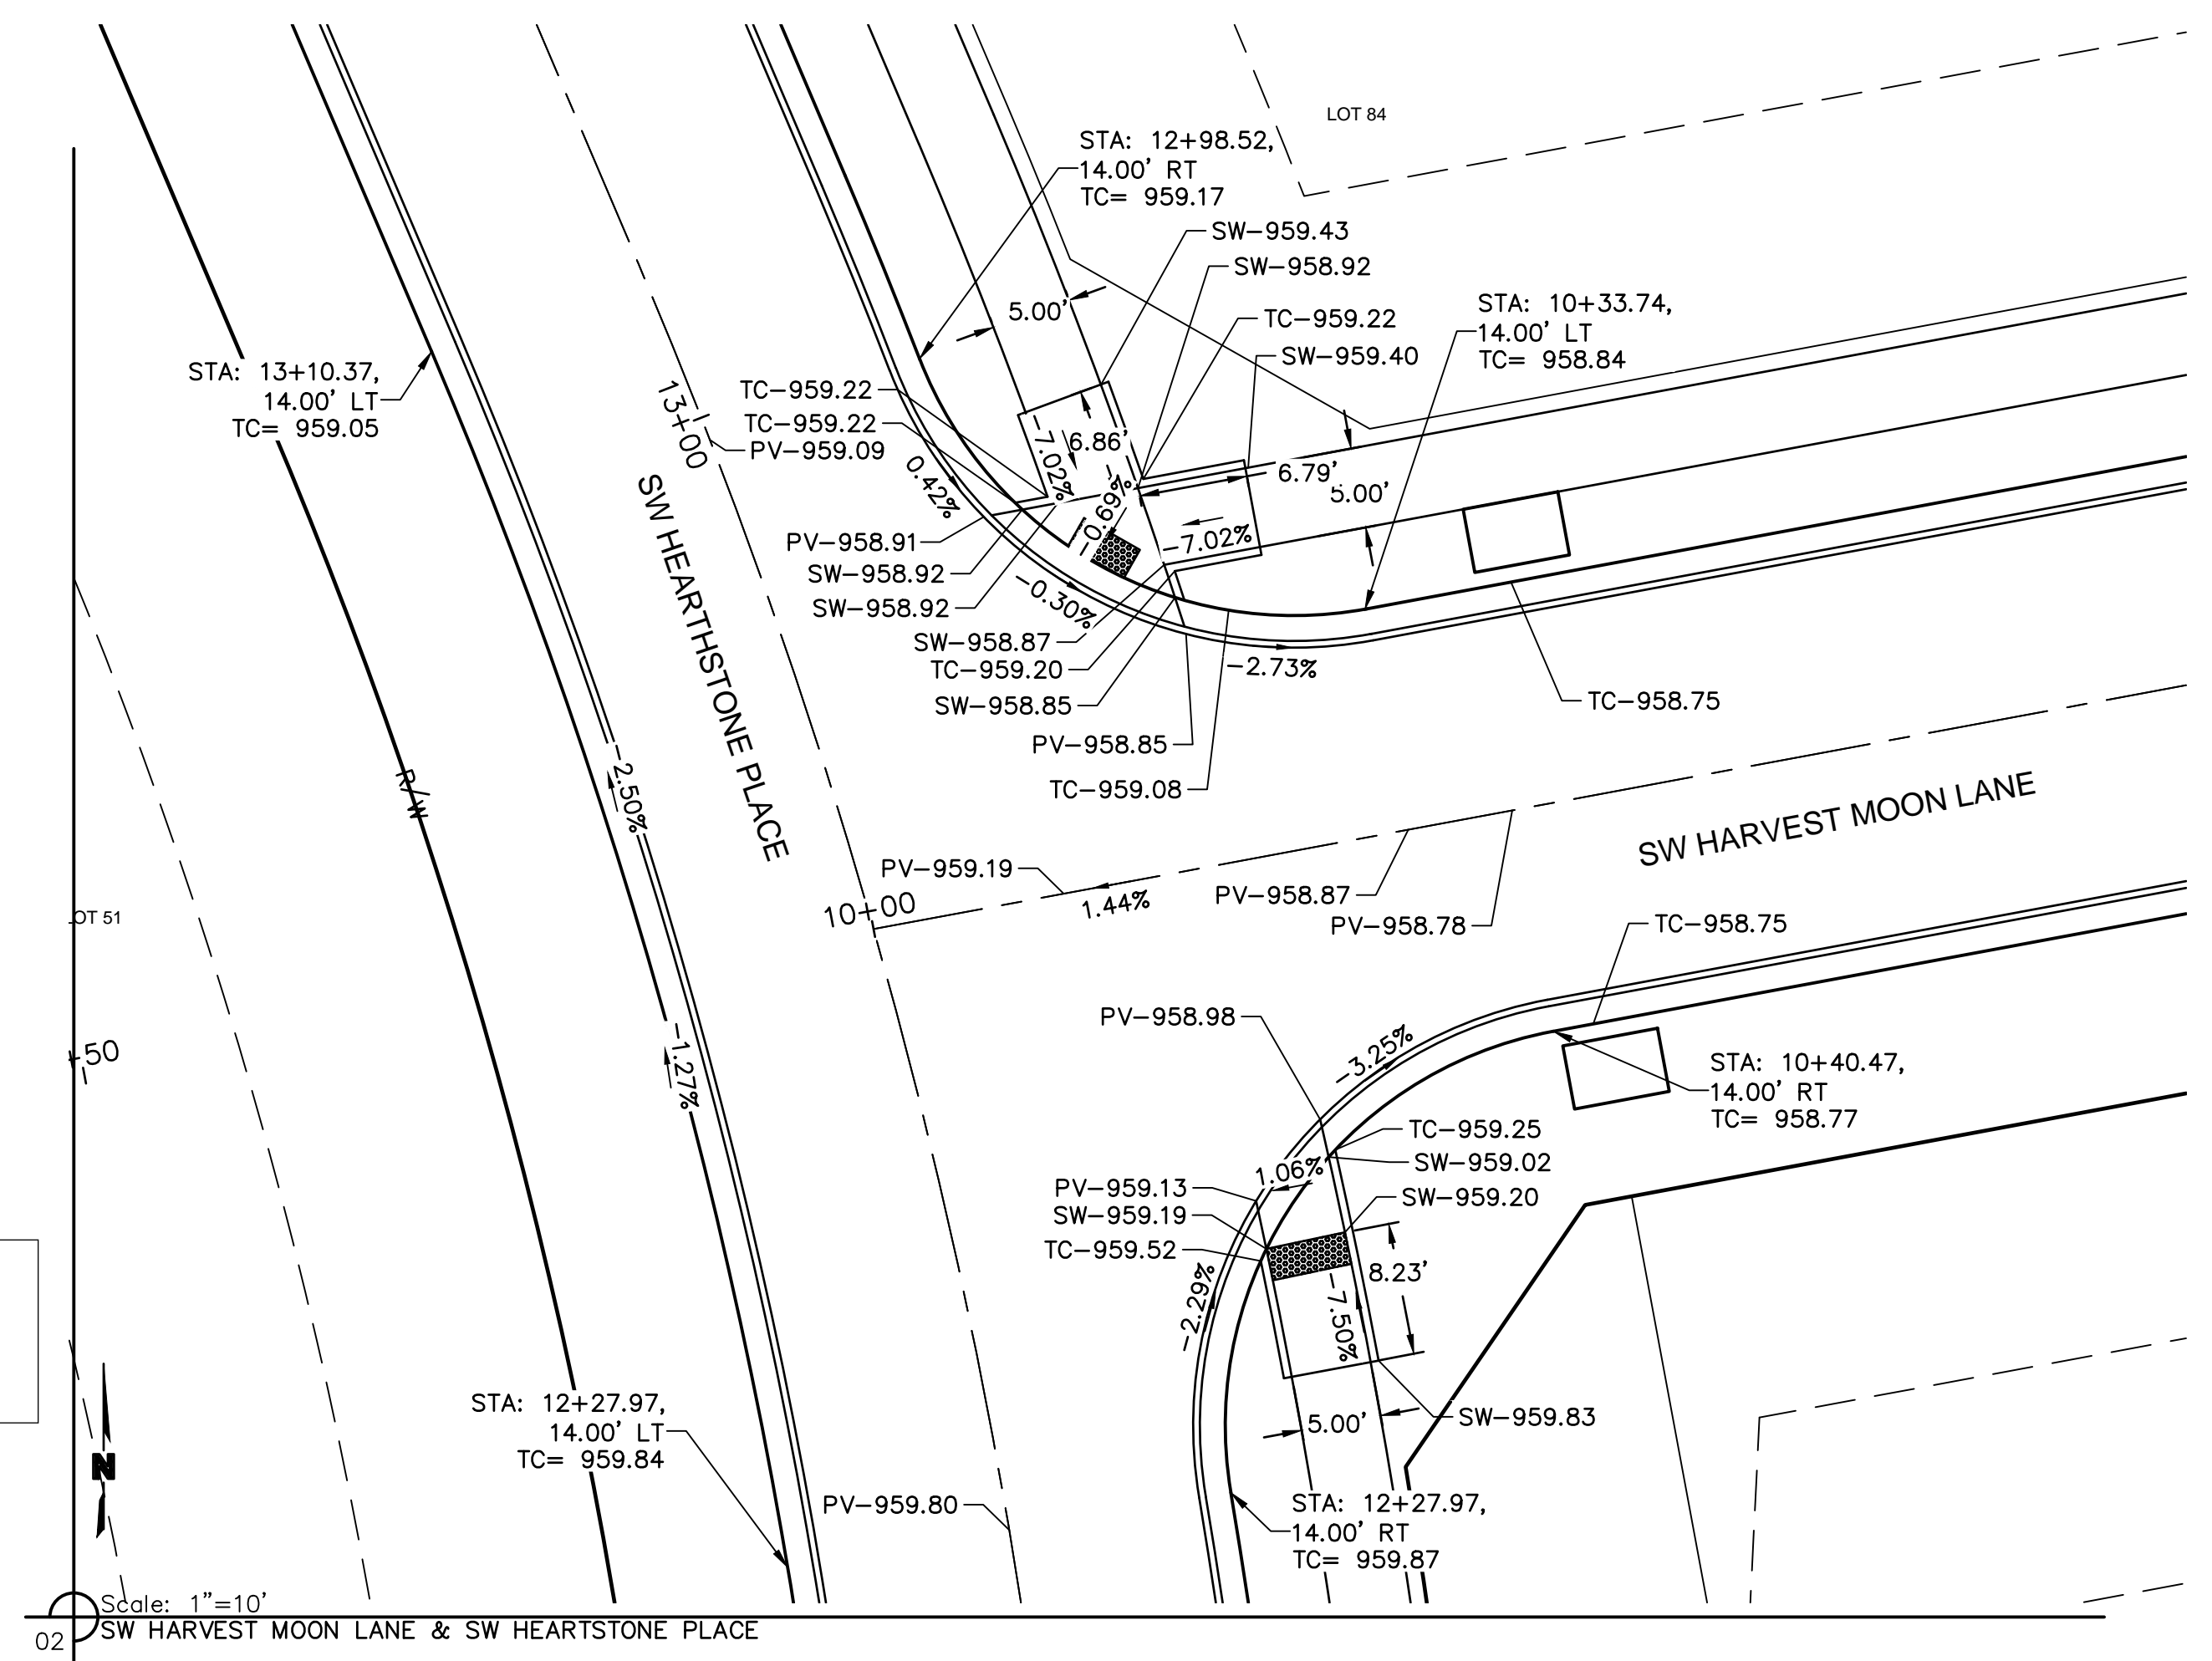 LOT 84
STA: 12+98.52,
14.00' RT
TC= 959.17
SW-959.43
SW-958.92
TC-959.22
SW-959.40
STA: 10+33.74,
14.00' LT
TC= 958.84
5.00'
STA: 13+10.37,
14.00' LT
TC= 959.05
13+00
TC-959.22
TC-959.22
PV-959.09
6.86'
-7.02%
-0.69%
6.79'
5.00'
0.42%
-7.02%
PV-958.91
SW-958.92
SW-958.92
-0.30%
SW-958.87
TC-959.20
SW-958.85
-2.73%
PV-958.85
TC-959.08
TC-958.75
SW HEARTHSTONE PLACE
R/W
-2.50%
SW HARVEST MOON LANE
PV-959.19
1.44%
PV-958.87
PV-958.78
10+00
OT 51
TC-958.75
+50
-1.27%
PV-958.98
-3.25%
STA: 10+40.47,
14.00' RT
TC= 958.77
TC-959.25
SW-959.02
1.06%
PV-959.13
SW-959.19
SW-959.20
TC-959.52
8.23'
-2.29%
-7.50%
STA: 12+27.97,
14.00' LT
TC= 959.84
5.00'
SW-959.83
N
PV-959.80
STA: 12+27.97,
14.00' RT
TC= 959.87
Scale: 1"=10'
SW HARVEST MOON LANE & SW HEARTSTONE PLACE
02